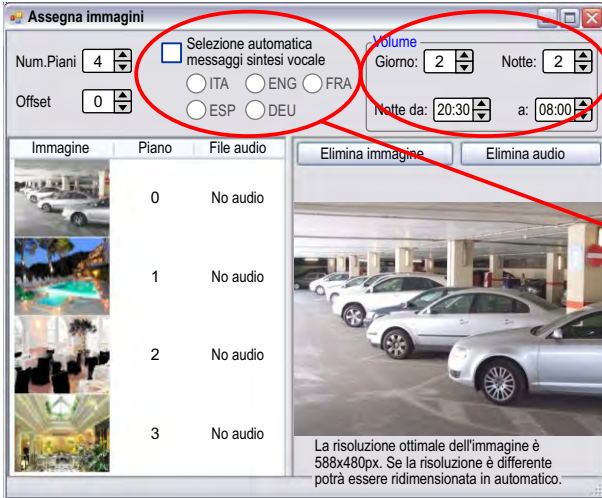 Assegna immagini
Num.Piani 4
Offset 0
Selezione automatica
messaggi sintesi vocale
ITA ENG FRA
ESP DEU
Volume
Giorno: 2 Notte: 2
Notte da: 20:30 a: 08:00
Immagine Piano File audio
0 No audio
1 No audio
2 No audio
3 No audio
Elimina immagine Elimina audio
La risoluzione ottimale dell'immagine è
588x480px. Se la risoluzione è differente
potrà essere ridimensionata in automatico.